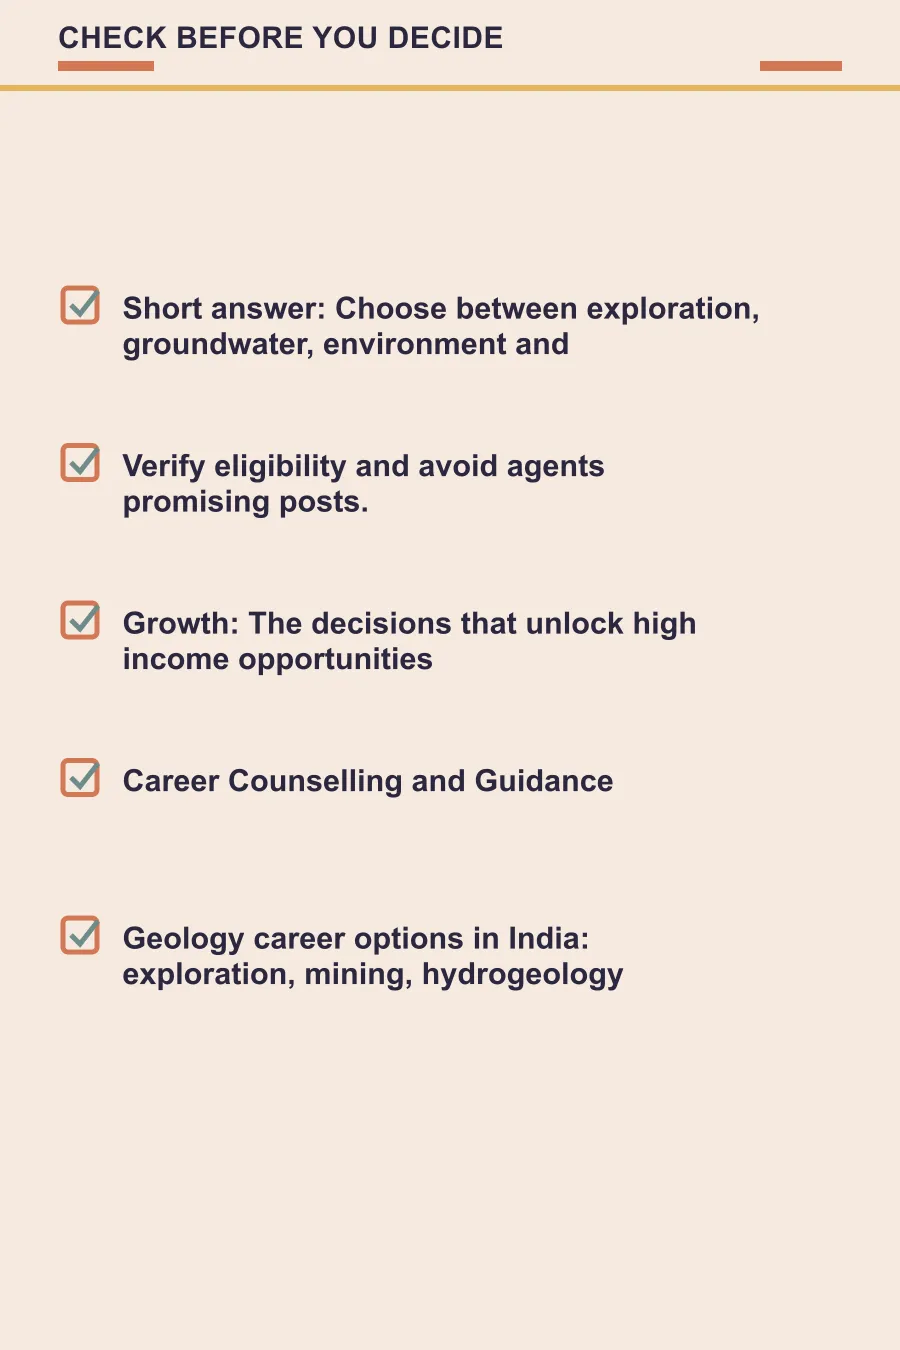 CHECK BEFORE YOU DECIDE
Short answer: Choose between exploration,
groundwater, environment and
Verify eligibility and avoid agents
promising posts.
Growth: The decisions that unlock high
income opportunities
Career Counselling and Guidance
Geology career options in India:
exploration, mining, hydrogeology